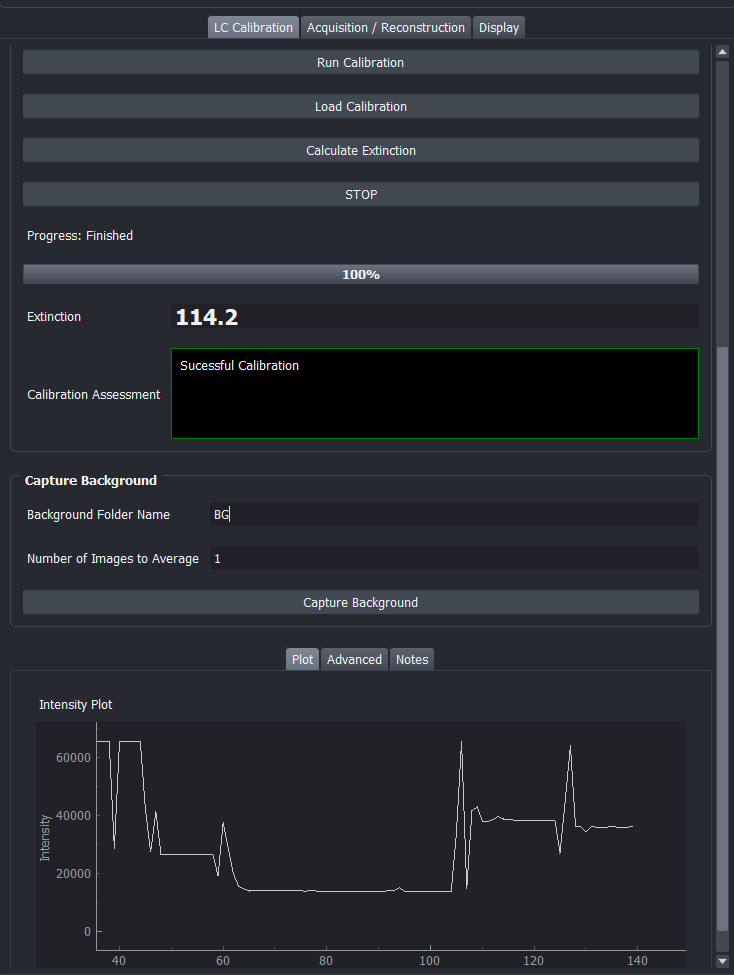 LC Calibration Acquisition / Reconstruction Display
Run Calibration
Load Calibration
Calculate Extinction
STOP
Progress: Finished
100%
Extinction 114.2
Sucessful Calibration
Calibration Assessment
Capture Background
Background Folder Name BG
Number of Images to Average 1
Capture Background
Plot Advanced Notes
Intensity Plot
60000
40000
Intensity
20000
0
40 60 80 100 120 140